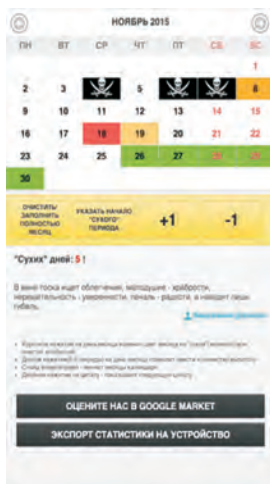 НОЯБРЬ 2015
ПН ВТ СР ЧТ ПТ СБ ВС
1
2 3 5 8
9 10 11 12 13 14 15
16 17 18 19 20 21 22
23 24 25 26 27 28 29
30
ОЧИСТИТЬ/
ЗАПОЛНИТЬ
ПОЛНОСТЬЮ
МЕСЯЦ
УКАЗАТЬ НАЧАЛО
"СУХОГО"
ПЕРИОДА
+1 -1
"Сухих" дней: 5 !
В вине тоска ищет облегчения, малодушие - храбрости,
нерешительность - уверенности, печаль - радости, а находит лишь
гибель.
ОЦЕНИТЕ НАС В GOOGLE MARKET
ЭКСПОРТ СТАТИСТИКИ НА УСТРОЙСТВО